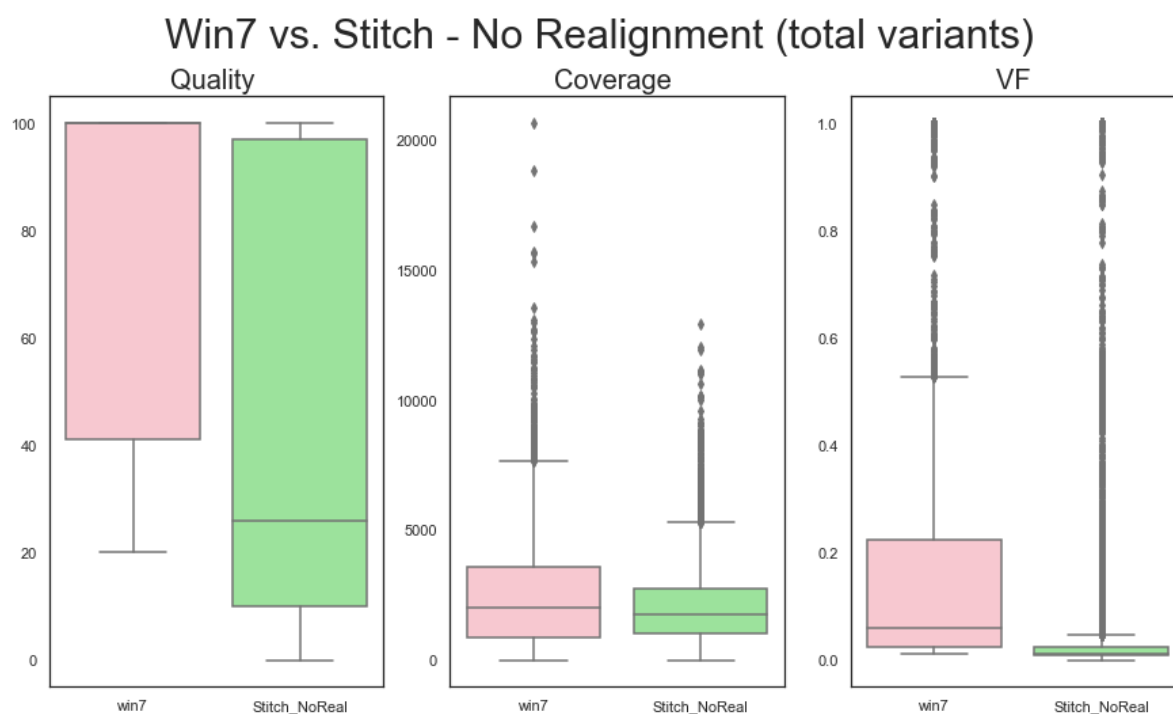 Win7 vs. Stitch - No Realignment (total variants)
Quality
100
80
60
40
20
0
win7 Stitch_NoReal
Coverage
20000
15000
10000
5000
0
win7 Stitch_NoReal
VF
1.0
0.8
0.6
0.4
0.2
0.0
win7 Stitch_NoReal